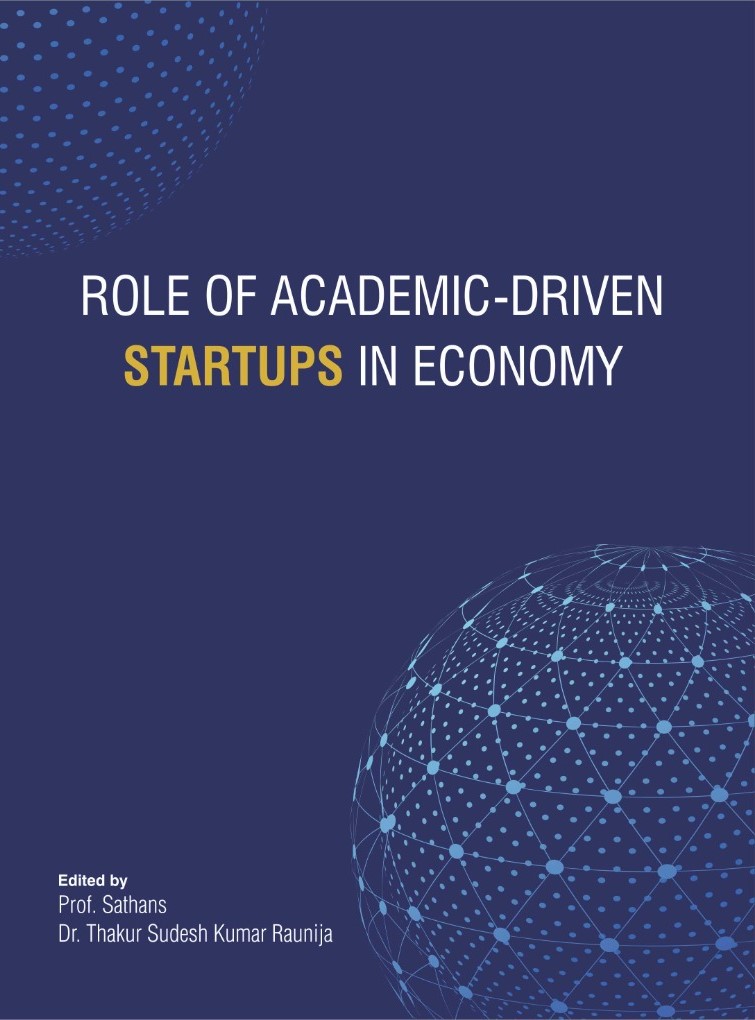 ROLE OF ACADEMIC-DRIVEN
STARTUPS IN ECONOMY
Edited by
Prof. Sathans
Dr. Thakur Sudesh Kumar Raunija